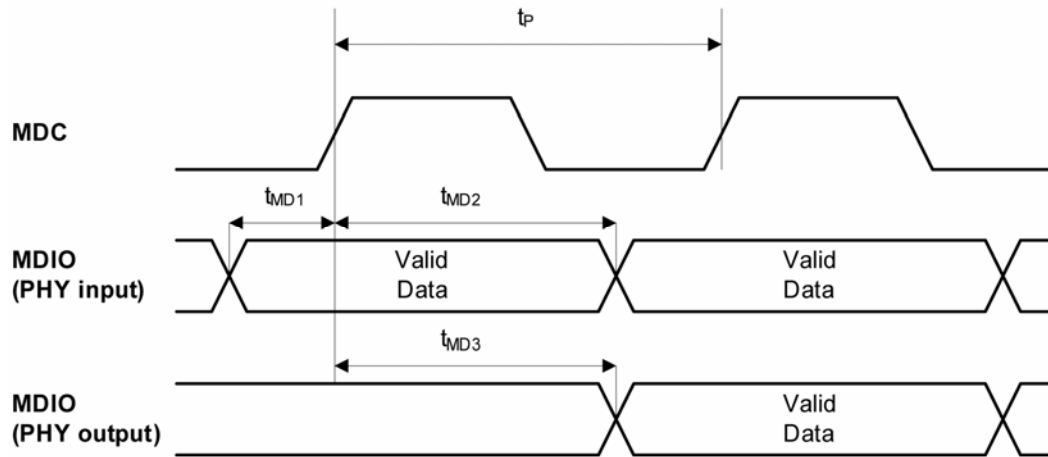 tP
MDC
tMD1
tMD2
MDIO
(PHY input)
Valid
Data
Valid
Data
tMD3
MDIO
(PHY output)
Valid
Data